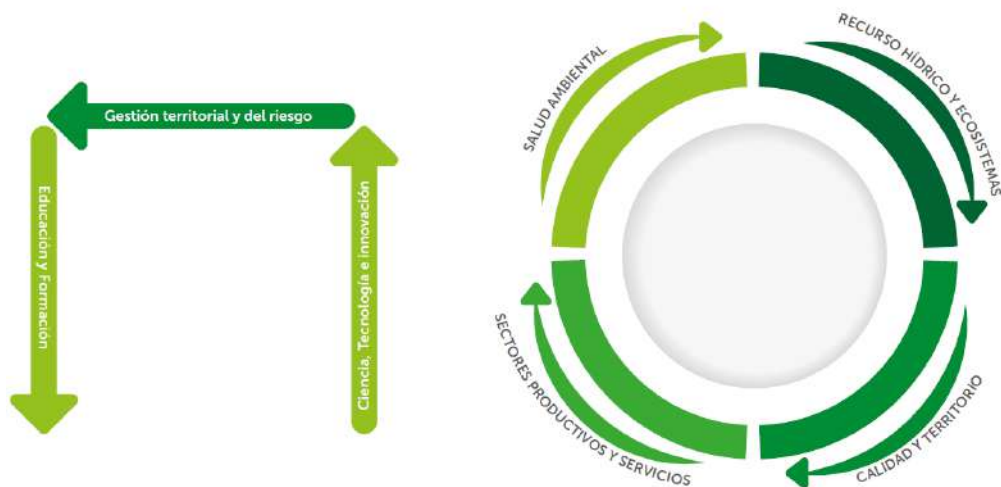 Gestión territorial y del riesgo
Educación y Formación
Ciencia, Tecnología e innovación
SALUD AMBIENTAL
RECURSO HÍDRICO Y ECOSISTEMAS
SECTORES PRODUCTIVOS Y SERVICIOS
CALIDAD Y TERRITORIO